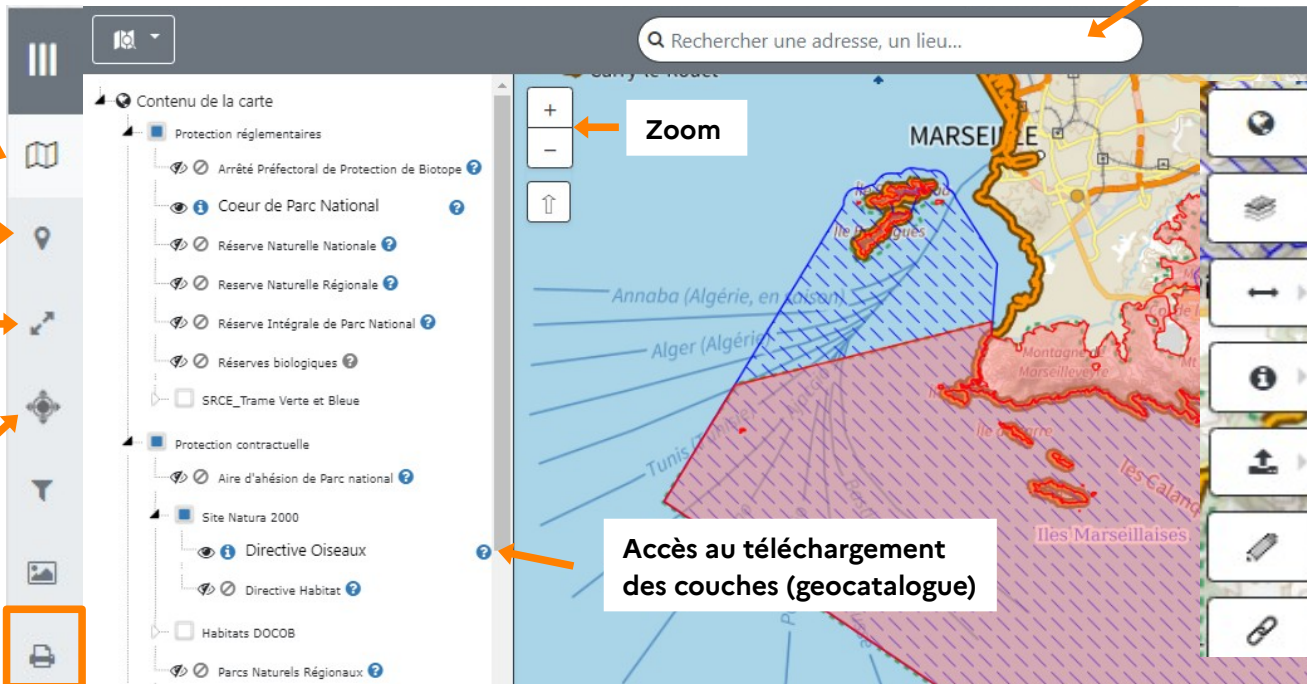 Rechercher une adresse, un lieu...
Contenu de la carte
Protection réglementaires
Arrêté Préfectoral de Protection de Biotope
Coeur de Parc National
Réserve Naturelle Nationale
Reserve Naturelle Régionale
Réserve Intégrale de Parc National
Réserves biologiques
SRCE_Trame Verte et Bleue
Protection contractuelle
Aire d'ahésion de Parc national
Site Natura 2000
Directive Oiseaux
Directive Habitat
Habitats DOCOB
Parcs Naturels Régionaux
Zoom
MARSEILLE
Annaba (Algérie, en saison)
Alger (Algérie
Tunis (Tunisie)
Montagne de
Marseilleveyre
Iles Marseillaises
Accès au téléchargement
des couches (geocatalogue)